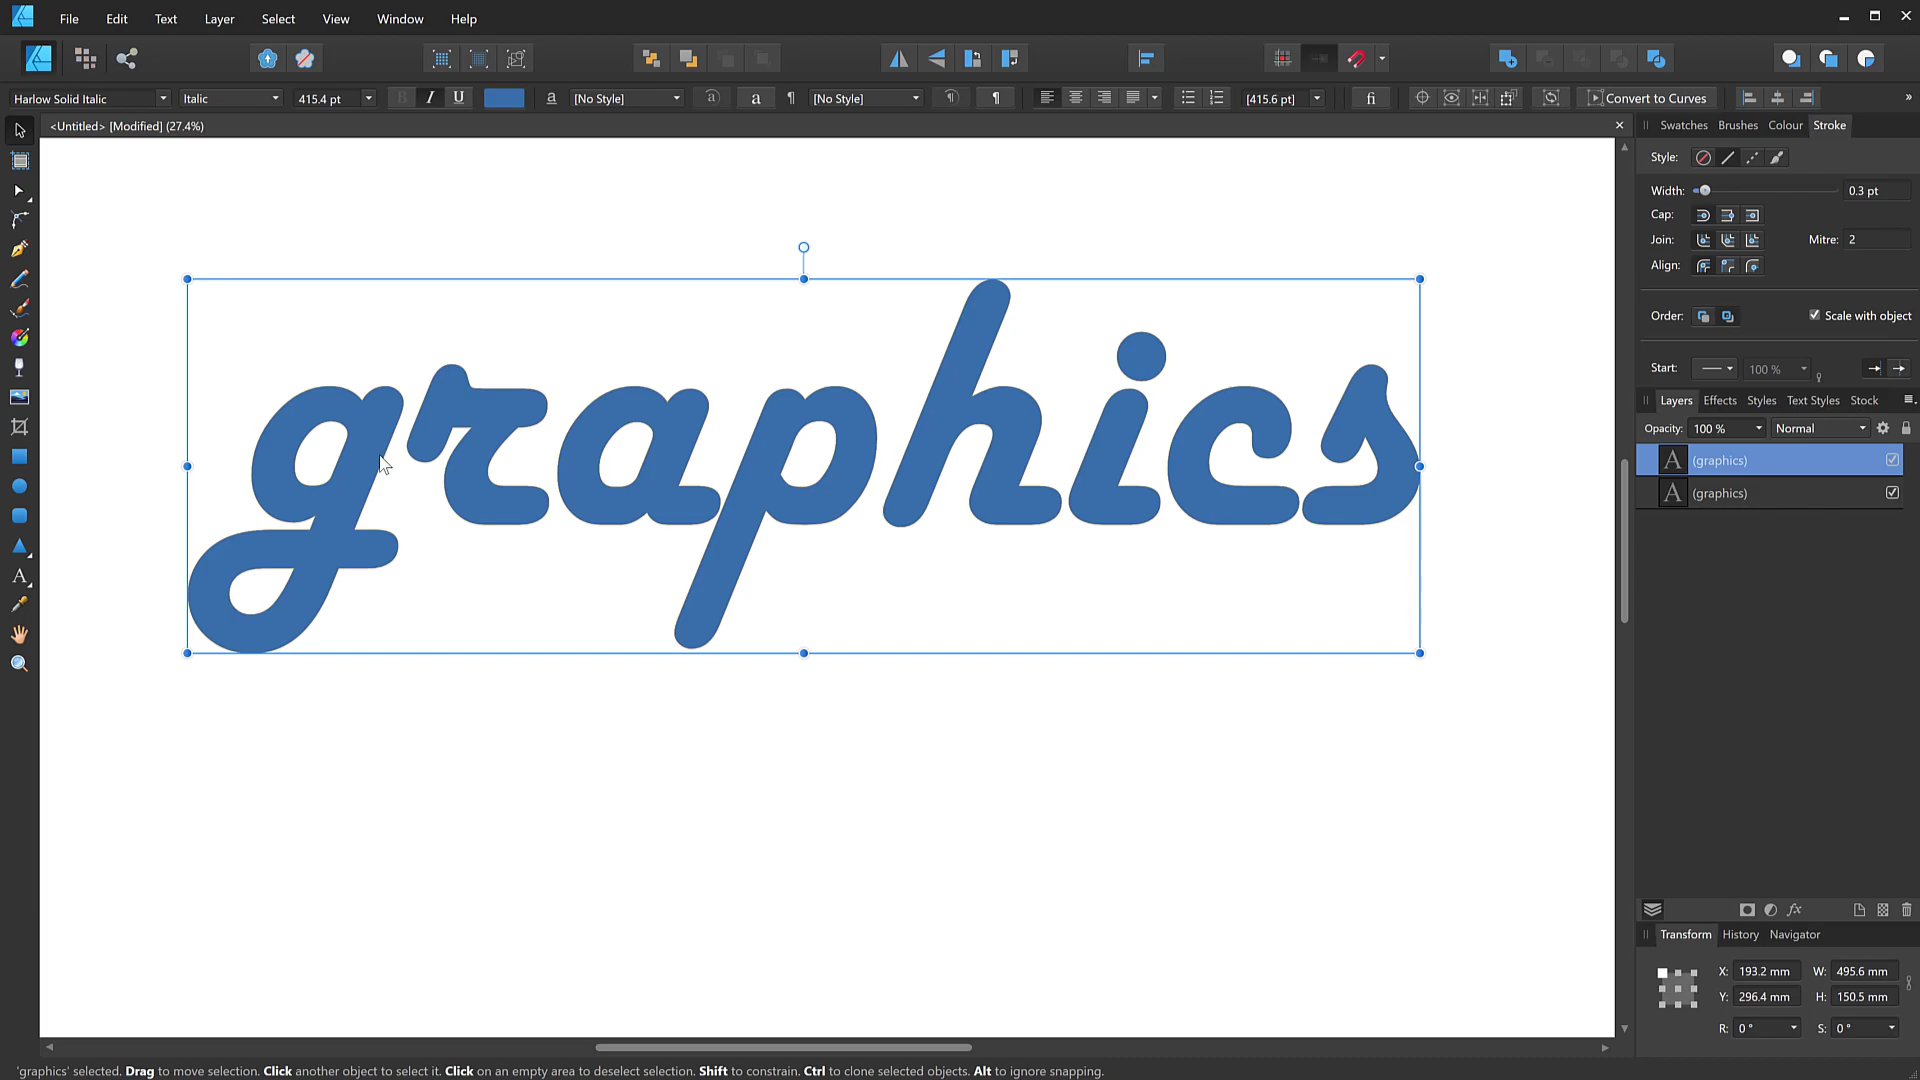 File Edit Text Layer Select View Window Help
Harlow Solid Italic Italic 415.4 pt B I U a [No Style] a a ¶ [No Style] ¶ ¶ [415.6 pt] fi Convert to Curves »
<Untitled> [Modified] (27.4%)
Swatches Brushes Colour Stroke
Style:
Width: 0.3 pt
Cap:
Join: Mitre: 2
Align:
Order: Scale with object
Start: 100 %
Layers Effects Styles Text Styles Stock
Opacity: 100 % Normal
A (graphics)
A (graphics)
graphics
A
fx
Transform History Navigator
X: 193.2 mm W: 495.6 mm
Y: 296.4 mm H: 150.5 mm
R: 0 ° S: 0 °
'graphics' selected. Drag to move selection. Click another object to select it. Click on an empty area to deselect selection. Shift to constrain. Ctrl to clone selected objects. Alt to ignore snapping.